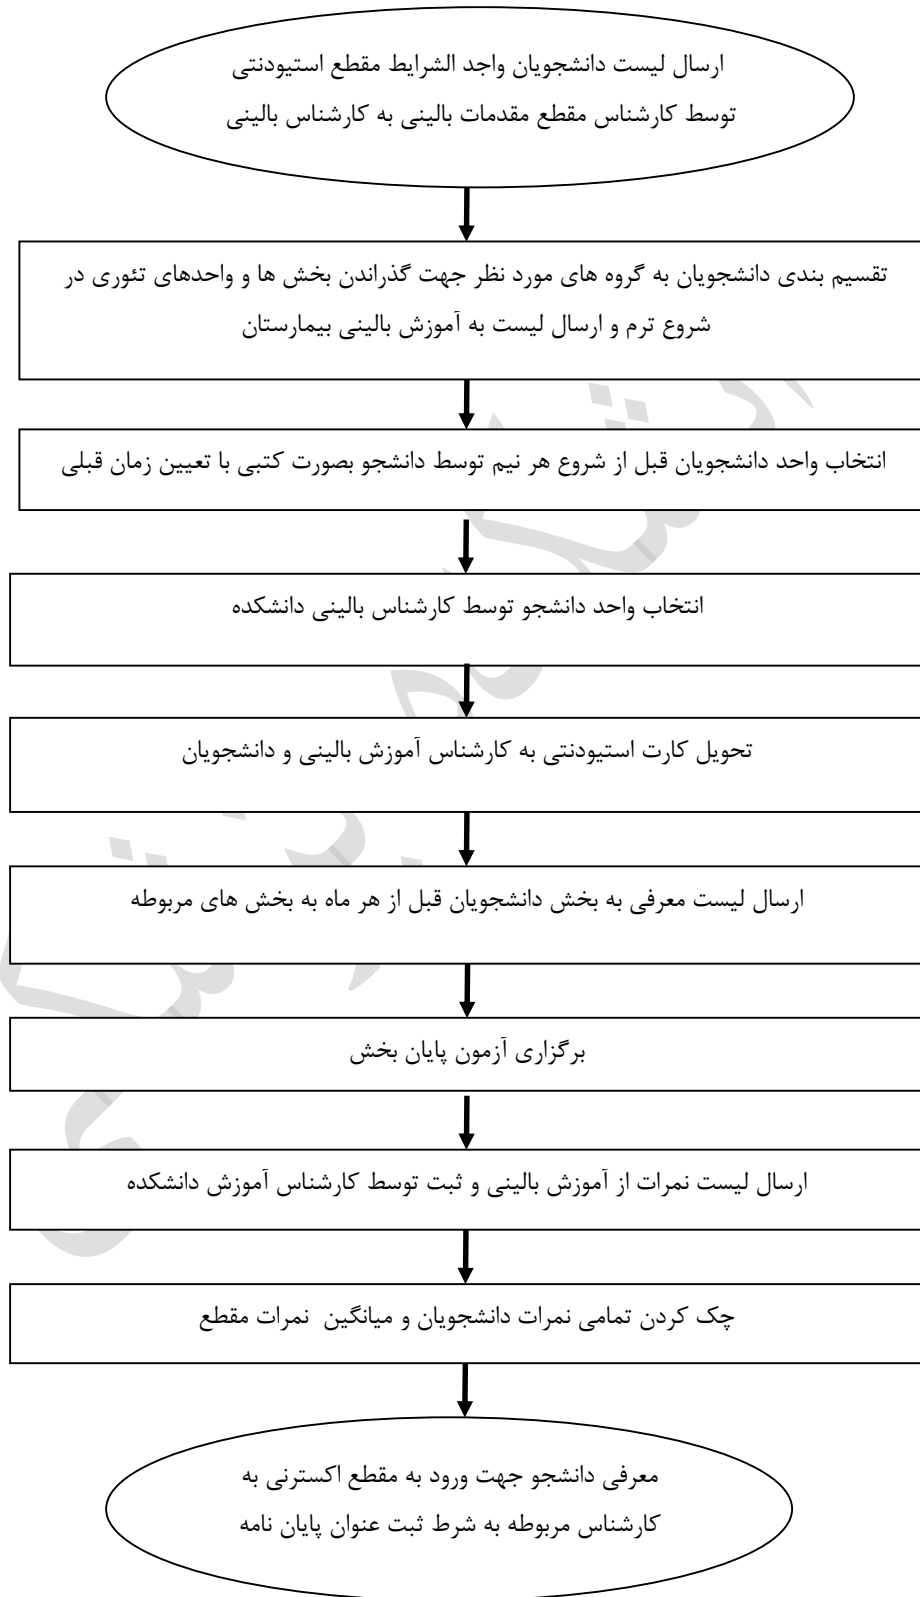 ارسال لیست دانشجویان واجد الشرایط مقطع استیودنتی
توسط کارشناس مقطع مقدمات بالینی به کارشناس بالینی
تقسیم بندی دانشجویان به گروه های مورد نظر جهت گذراندن بخش ها و واحدهای تئوری در
شروع ترم و ارسال لیست به آموزش بالینی بیمارستان
انتخاب واحد دانشجویان قبل از شروع هر نیم توسط دانشجو بصورت کتبی با تعیین زمان قبلی
انتخاب واحد دانشجو توسط کارشناس بالینی دانشکده
تحویل کارت استیودنتی به کارشناس آموزش بالینی و دانشجویان
ارسال لیست معرفی به بخش دانشجویان قبل از هر ماه به بخش های مربوطه
برگزاری آزمون پایان بخش
ارسال لیست نمرات از آموزش بالینی و ثبت توسط کارشناس آموزش دانشکده
چک کردن تمامی نمرات دانشجویان و میانگین نمرات مقطع
معرفی دانشجو جهت ورود به مقطع اکسترنی به
کارشناس مربوطه به شرط ثبت عنوان پایان نامه